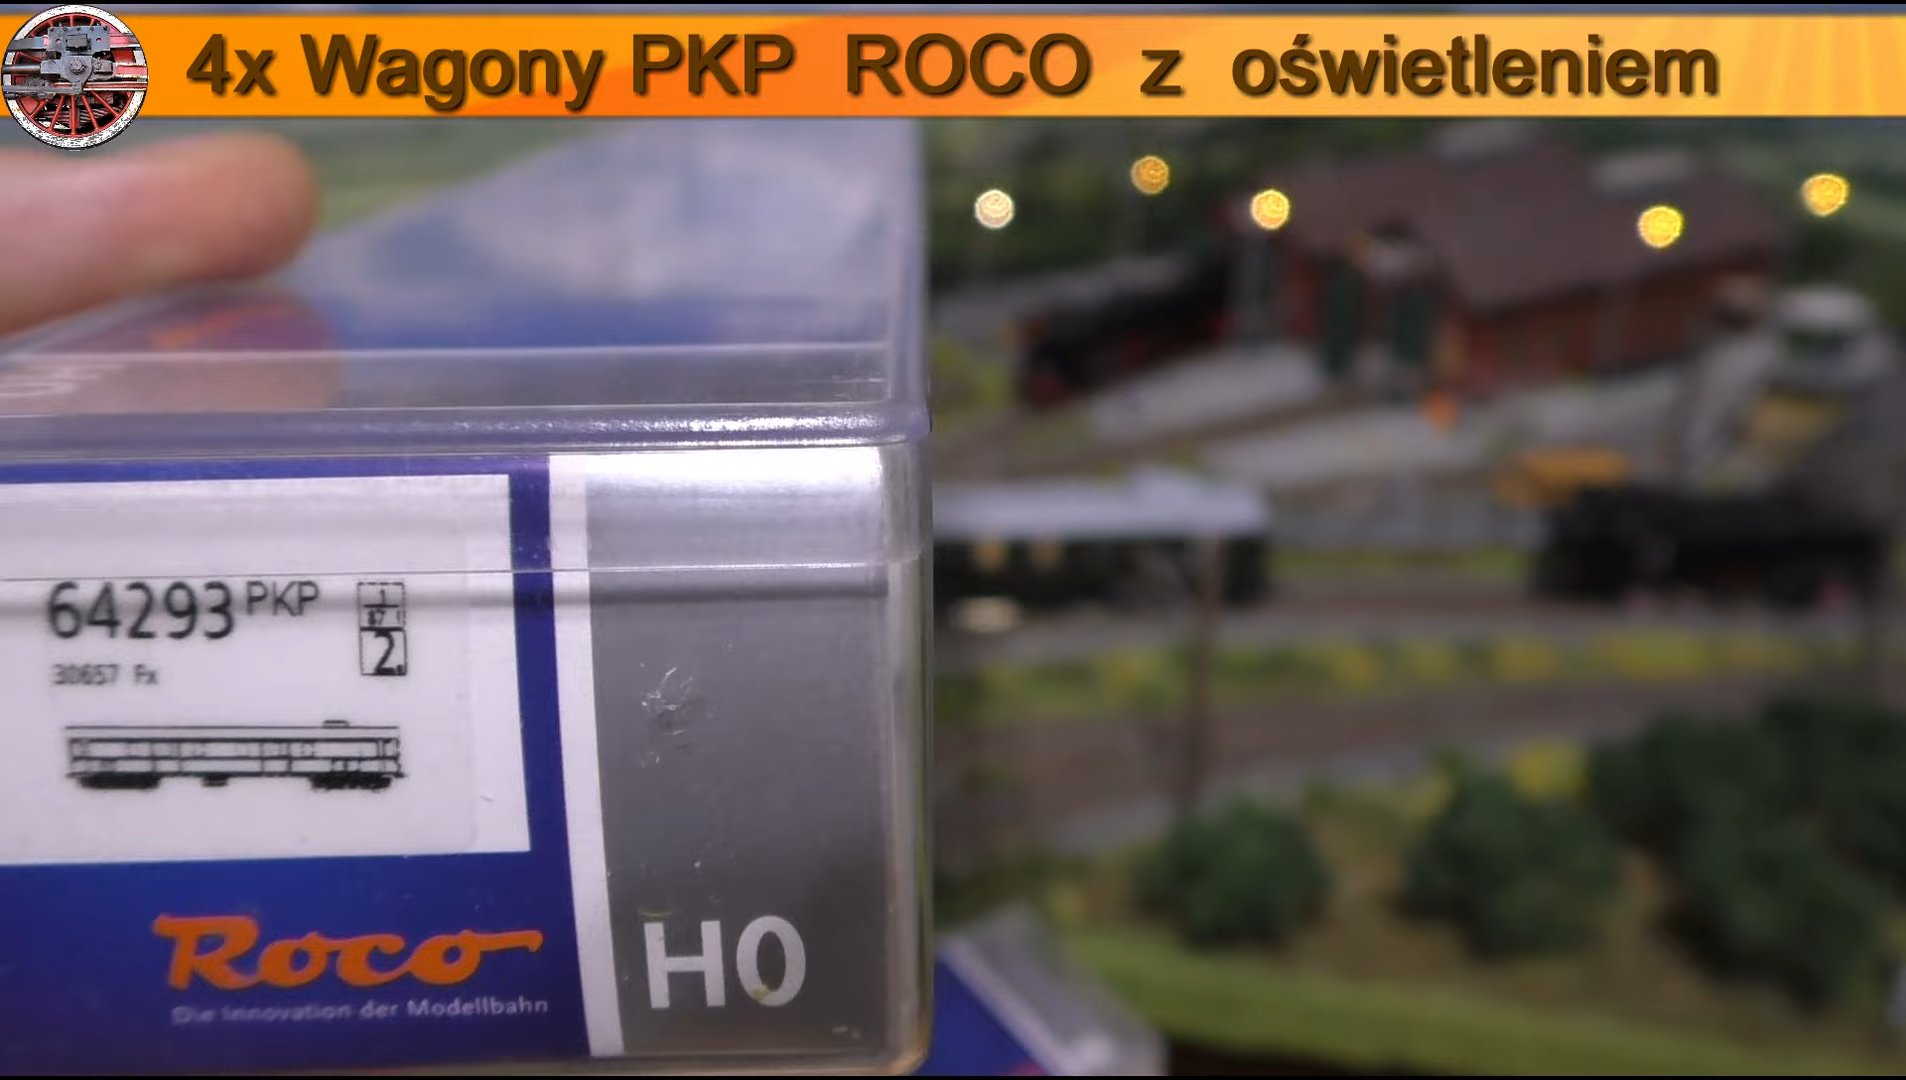 4x Wagony PKP ROCO z oświetleniem
64293 PKP
1
87
2.
30657 Fx
Roco
Die Innovation der Modellbahn
H0